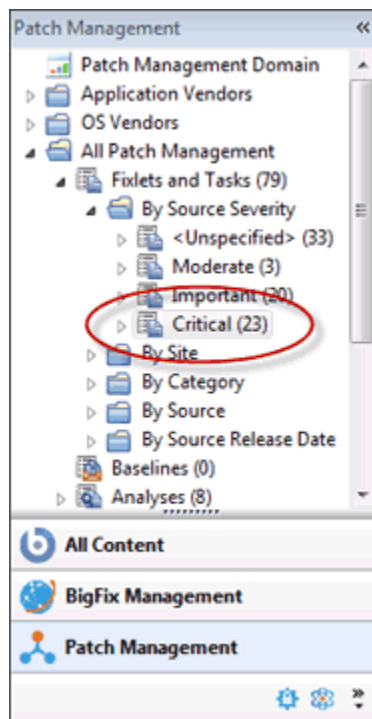 Patch Management «
Patch Management Domain
Application Vendors
OS Vendors
All Patch Management
Fixlets and Tasks (79)
By Source Severity
<Unspecified> (33)
Moderate (3)
Important (20)
Critical (23)
By Site
By Category
By Source
By Source Release Date
Baselines (0)
Analyses (8)
All Content
BigFix Management
Patch Management